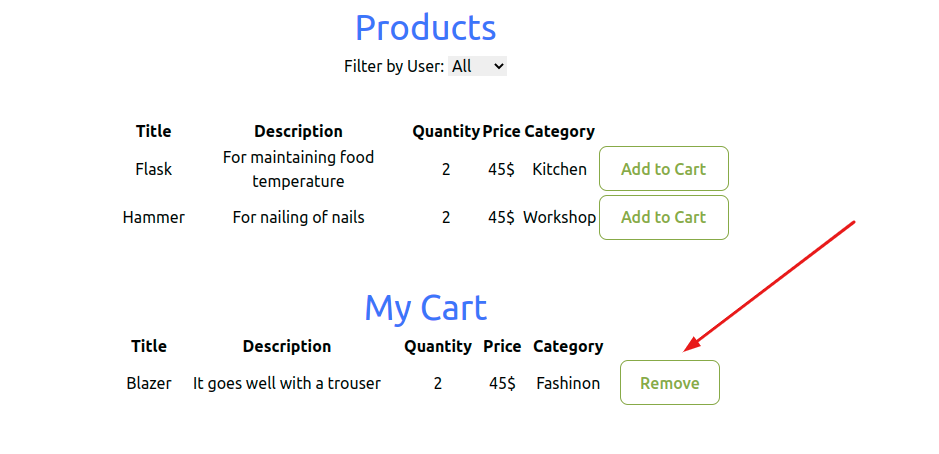 Products
Filter by User: All
Title Description Quantity Price Category
Flask For maintaining food temperature 2 45$ Kitchen Add to Cart
Hammer For nailing of nails 2 45$ Workshop Add to Cart
My Cart
Title Description Quantity Price Category
Blazer It goes well with a trouser 2 45$ Fashinon Remove